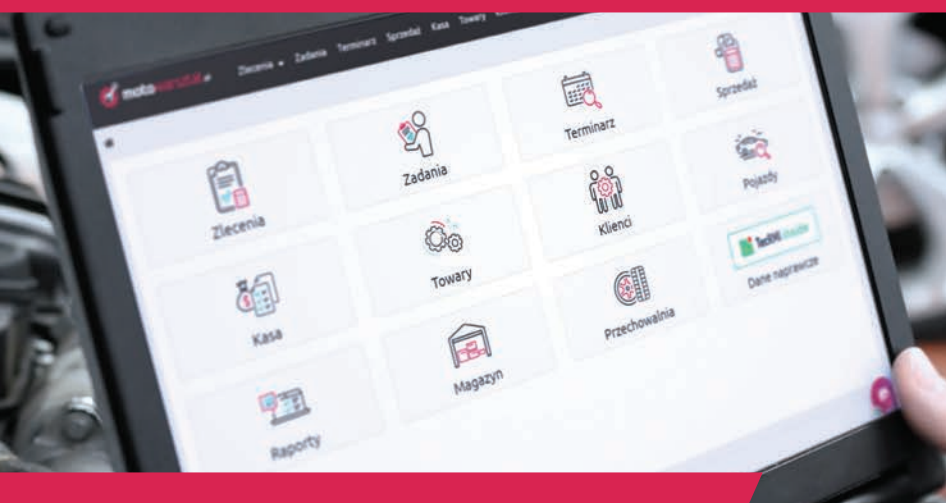 motowarsztat
Zlecenia Zadania Terminarz Sprzedaż Kasa Towary
Zlecenia
Zadania
Terminarz
Sprzedaż
Kasa
Towary
Klienci
Pojazdy
Raporty
Magazyn
Przechowalnia
Dane naprawcze